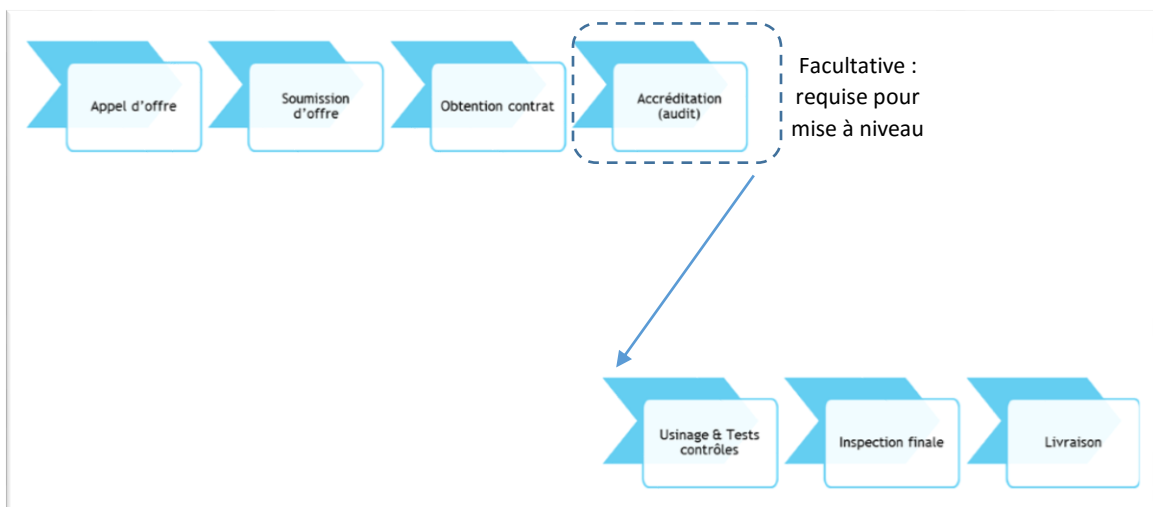 Appel d'offre
Soumission
d'offre
Obtention contrat
Accréditation
(audit)
Facultative :
requise pour
mise à niveau
Usinage & Tests
contrôles
Inspection finale
Livraison